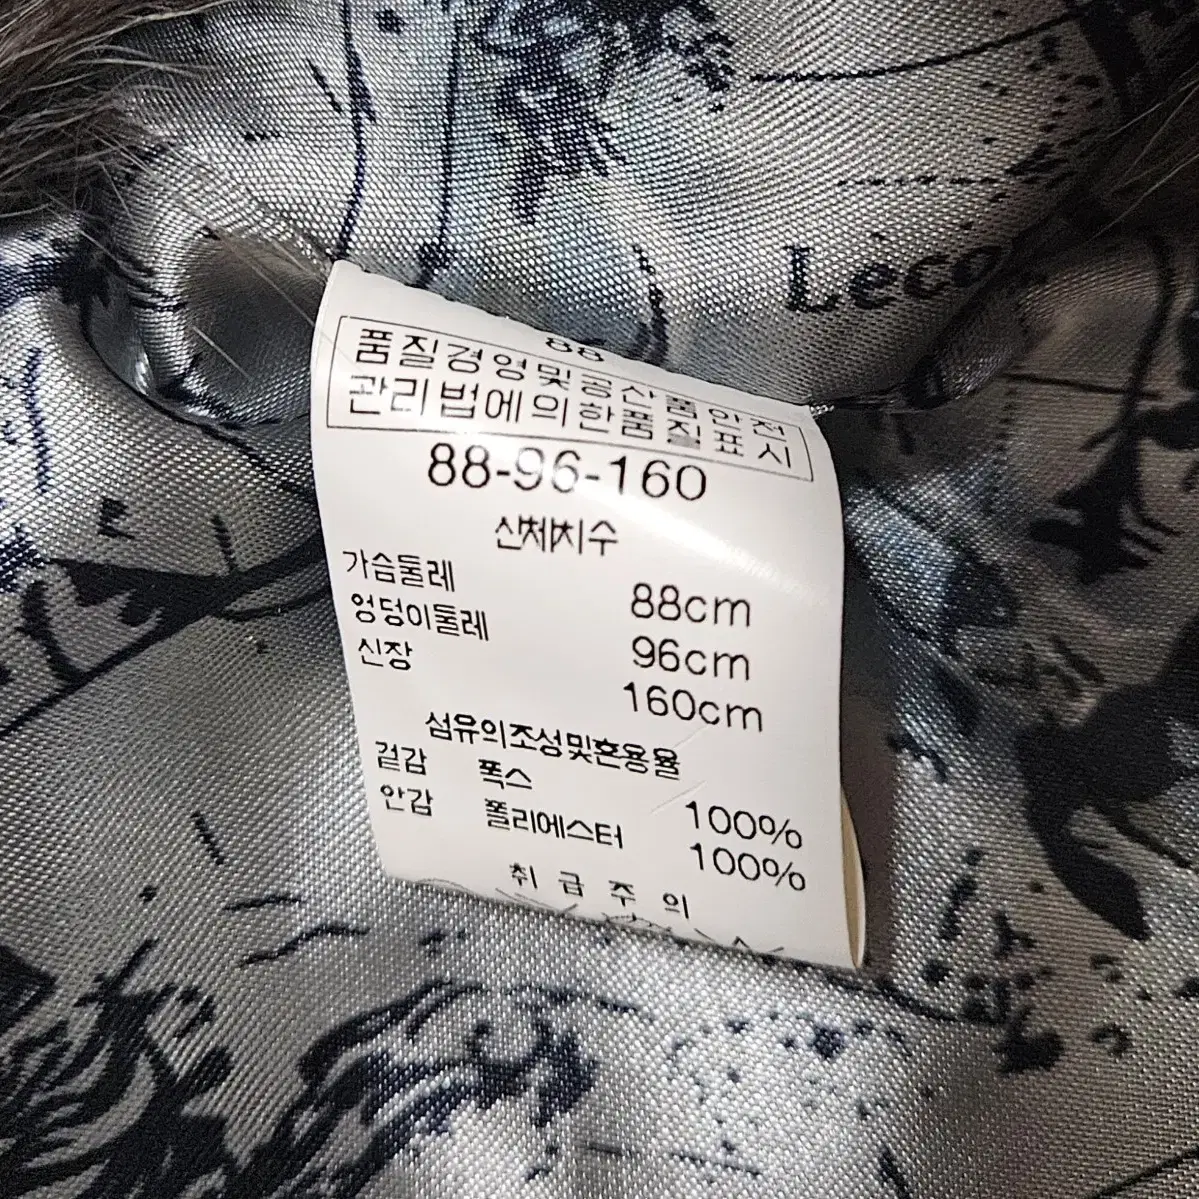 Leco
88
품질경영및공산품안전
관리법에의한품질표시
88-96-160
신체치수
가슴둘레 88cm
엉덩이둘레 96cm
신장 160cm
섬유의조성및혼용율
겉감 폭스 100%
안감 폴리에스터 100%
취급주의